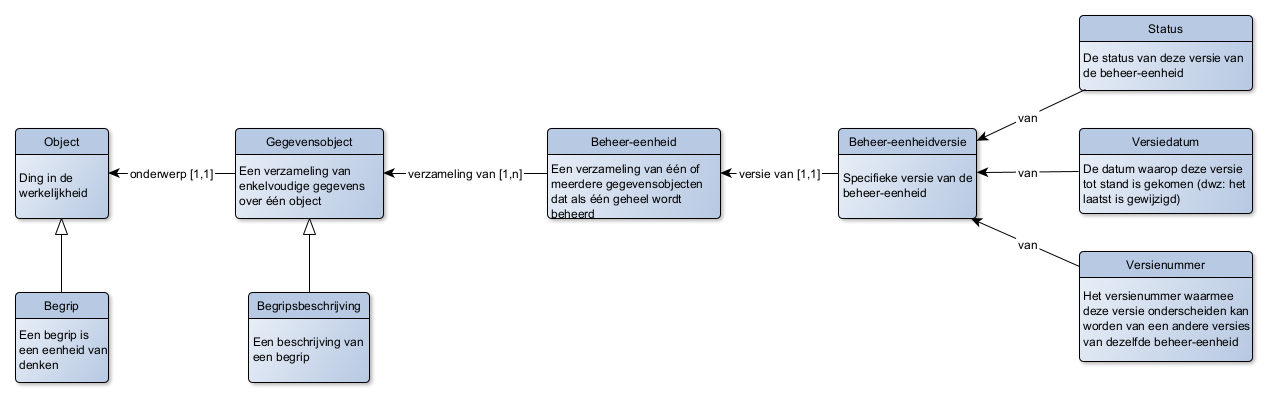 Status
De status van deze versie van
de beheer-eenheid
van
Object
Ding in de
werkelijkheid
onderwerp [1,1]
Gegevensobject
Een verzameling van
enkelvoudige gegevens
over één object
verzameling van [1,n]
Beheer-eenheid
Een verzameling van één of
meerdere gegevensobjecten
dat als één geheel wordt
beheerd
versie van [1,1]
Beheer-eenheidversie
Specifieke versie van de
beheer-eenheid
van
Versiedatum
De datum waarop deze versie
tot stand is gekomen (dwz: het
laatst is gewijzigd)
van
Versienummer
Het versienummer waarmee
deze versie onderscheiden kan
worden van een andere versies
van dezelfde beheer-eenheid
Begrip
Een begrip is
een eenheid van
denken
Begripsbeschrijving
Een beschrijving van
een begrip